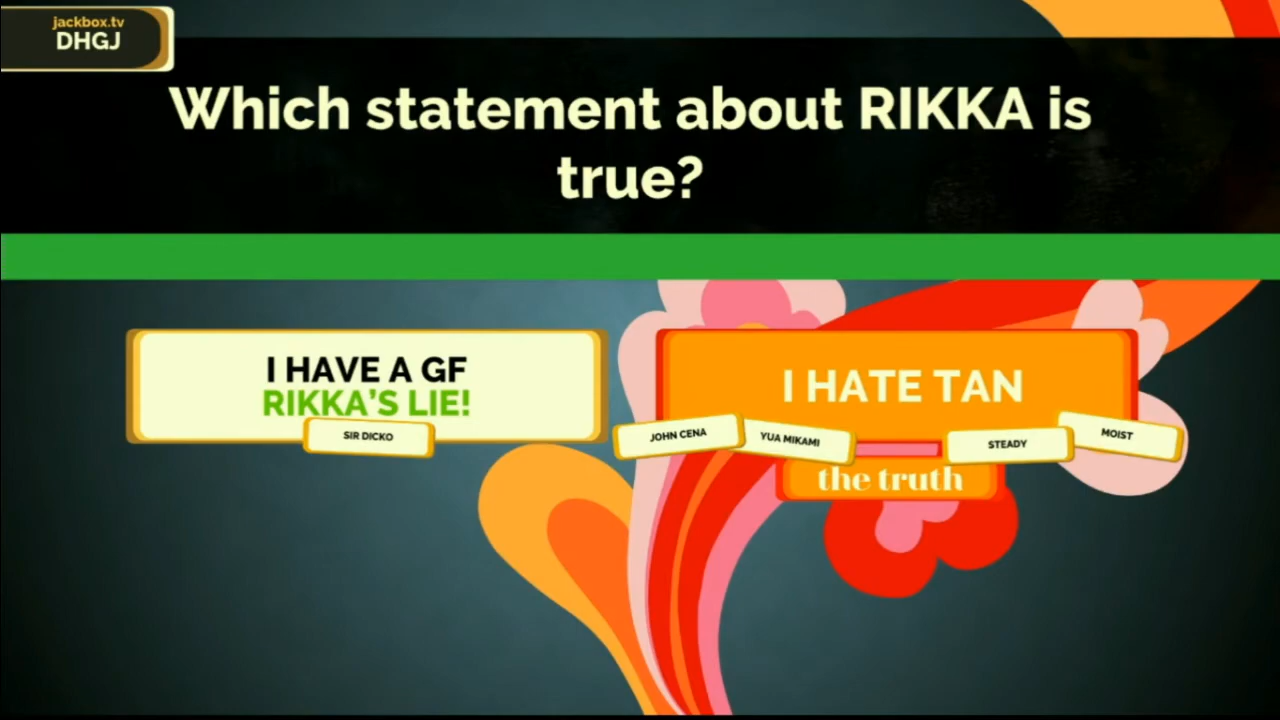 jackbox.tv
DHGJ
Which statement about RIKKA is
true?
I HAVE A GF
RIKKA'S LIE!
SIR DICKO
I HATE TAN
JOHN CENA
YUA MIKAMI
STEADY
MOIST
the truth